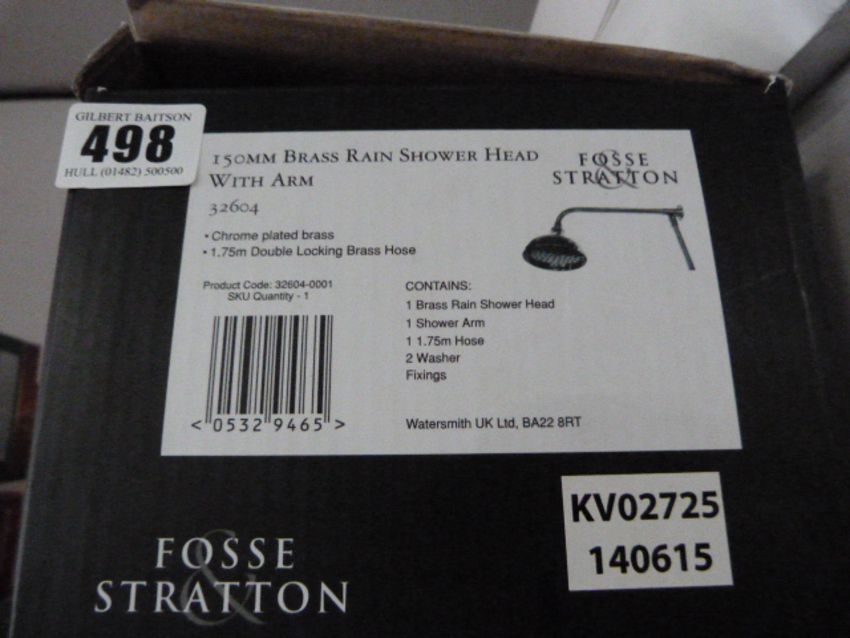 GILBERT BAITSON
498
HULL (01482) 500500
150MM BRASS RAIN SHOWER HEAD
WITH ARM
32604
• Chrome plated brass
• 1.75m Double Locking Brass Hose
FOSSE
&
STRATTON
Product Code: 32604-0001
SKU Quantity - 1
< 0532 9465 >
CONTAINS:
1 Brass Rain Shower Head
1 Shower Arm
1 1.75m Hose
2 Washer
Fixings
Watersmith UK Ltd, BA22 8RT
KV02725
140615
FOSSE
&
STRATTON